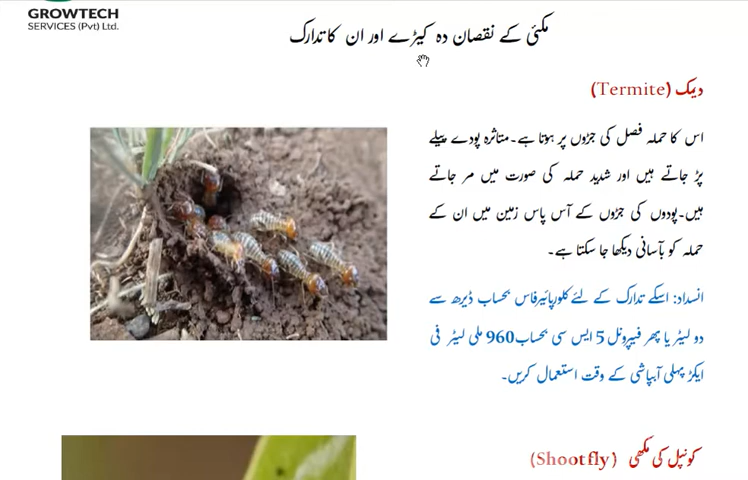 GROWTECH
SERVICES (Pvt) Ltd.
مکئی کے نقصان دہ کیڑے اور ان کا تدارک
دیمک (Termite)
اس کا حملہ فصل کی جڑوں پر ہوتا ہے۔متاثرہ پودے پیلے
پڑ جاتے ہیں اور شدید حملہ کی صورت میں مر جاتے
ہیں۔پودوں کی جڑوں کے آس پاس زمین میں ان کے
حملہ کو بآسانی دیکھا جا سکتا ہے۔
انسداد: اسکے تدارک کے لئے کلورپائیرفاس بحساب ڈیرھ سے
دو لیٹر یا پھر فیپرونل 5 ایس سی بحساب960 ملی لیٹر فی
ایکڑ پہلی آبپاشی کے وقت استعمال کریں۔
کونپل کی مکھی (Shootfly)